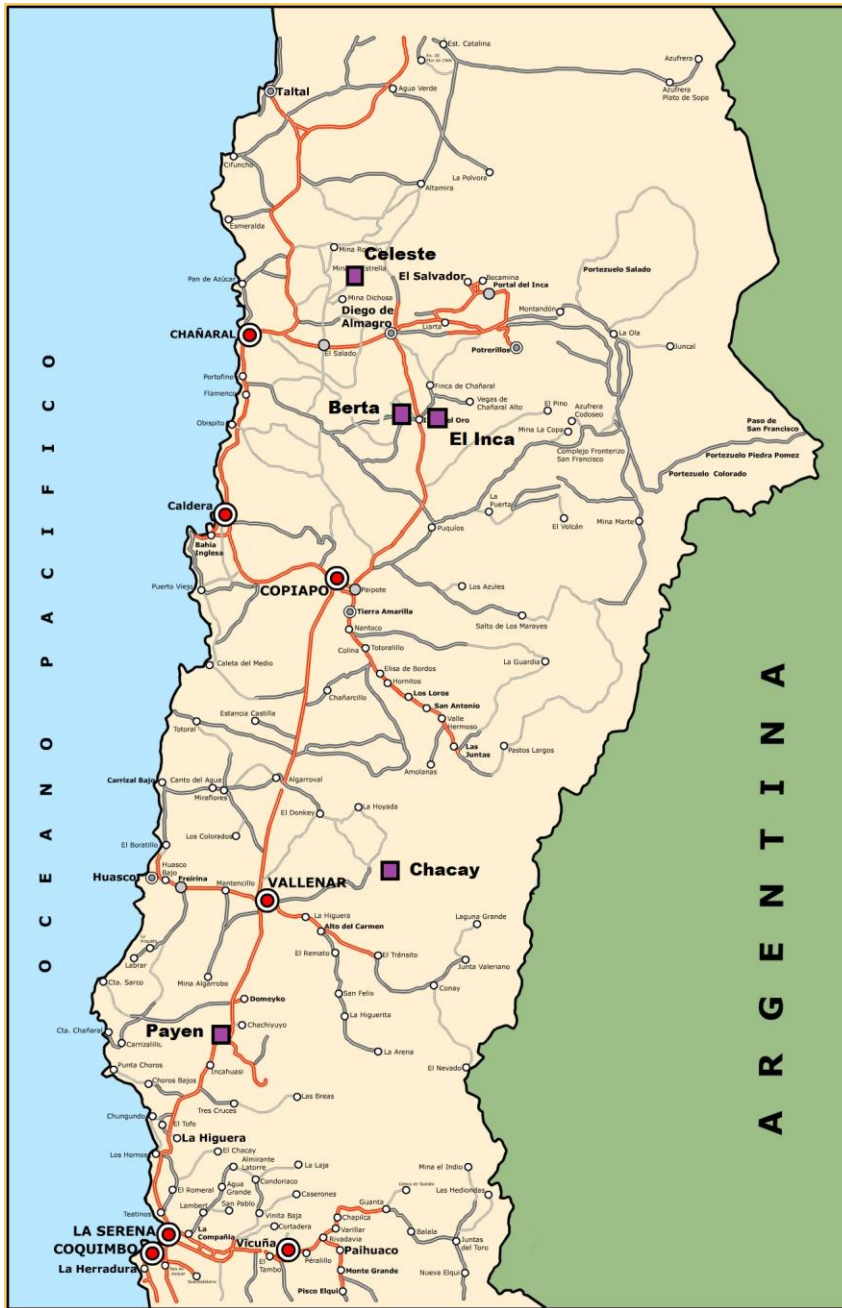 Est. Catalina
Azufrera
Taltal
Agua Verde
Azufrera
Plato de Sopa
Cifuncho
La Polvora
Altamira
Esmeralda
Celeste
Portezuelo Salado
Pan de Azúcar
El Salvador
Bocamina
Portal del Inca
Mina Dichosa
Diego de
Almagro
Montandón
CHAÑARAL
Liarta
La Ola
El Salado
Potrerillos
Juncal
Portofino
Finca de Chañaral
Flamenco
Vegas de
Chañaral Alto
El Pino
Azufrera
Codoseo
Berta
Obispito
El Inca
Mina La Copa
Paso de
San Francisco
Complejo Fronterizo
San Francisco
Portezuelo Piedra Pomez
Portezuelo Colorado
Caldera
La
Puerta
Puquíos
El Volcán
Mina Marte
Bahía
Inglesa
Puerto Viejo
COPIAPO
Paipote
Los Azules
Tierra Amarilla
Nantoco
Salto de Los Marayes
Colina
Totoralillo
Caleta del Medio
La Guardia
Elisa de Bordos
Hornitos
Chañarcillo
Los Loros
San Antonio
Estancia Castilla
Totoral
Valle
Hermoso
Las
Juntas
Pastos Largos
Amolanas
Carrizal Bajo
Canto del Agua
Algarroval
Miraflores
El Donkey
La Hoyada
Los Colorados
El Boratillo
Huasco
Huasco
Bajo
Freirina
Mantencillo
VALLENAR
Chacay
La Higuera
Alto del Carmen
Laguna Grande
Labrar
El Remato
El Tránsito
Junta Valeriano
Cta. Sarco
Mina Algarrobo
San Felix
Conay
Domeyko
La Higuerita
Cta. Chañaral
Carrizalillo
Payen
Chachiyuyo
La Arena
Punta Choros
Incahuasi
El Nevado
Choros Bajos
Tres Cruces
Las Breas
Chungundo
El Tofo
La Higuera
Los Hornos
El Chacay
Almirante
Latorre
La Laja
Mina el Indio
El Romeral
Agua
Grande
Condoriaco
Caserones
Las Hediondas
Guanta
Teatinos
Lambert
San Pablo
Vinita Baja
Chapilca
LA SERENA
La
Compañia
Cortadera
Varillar
Balala
COQUIMBO
Vicuña
Rivadavia
Juntas
del Toro
Paihuaco
La Herradura
El
Tambo
Péralillo
Monte Grande
Nueva Elqui
Pisco Elqui
OCEANO PACIFICO
ARGENTINA